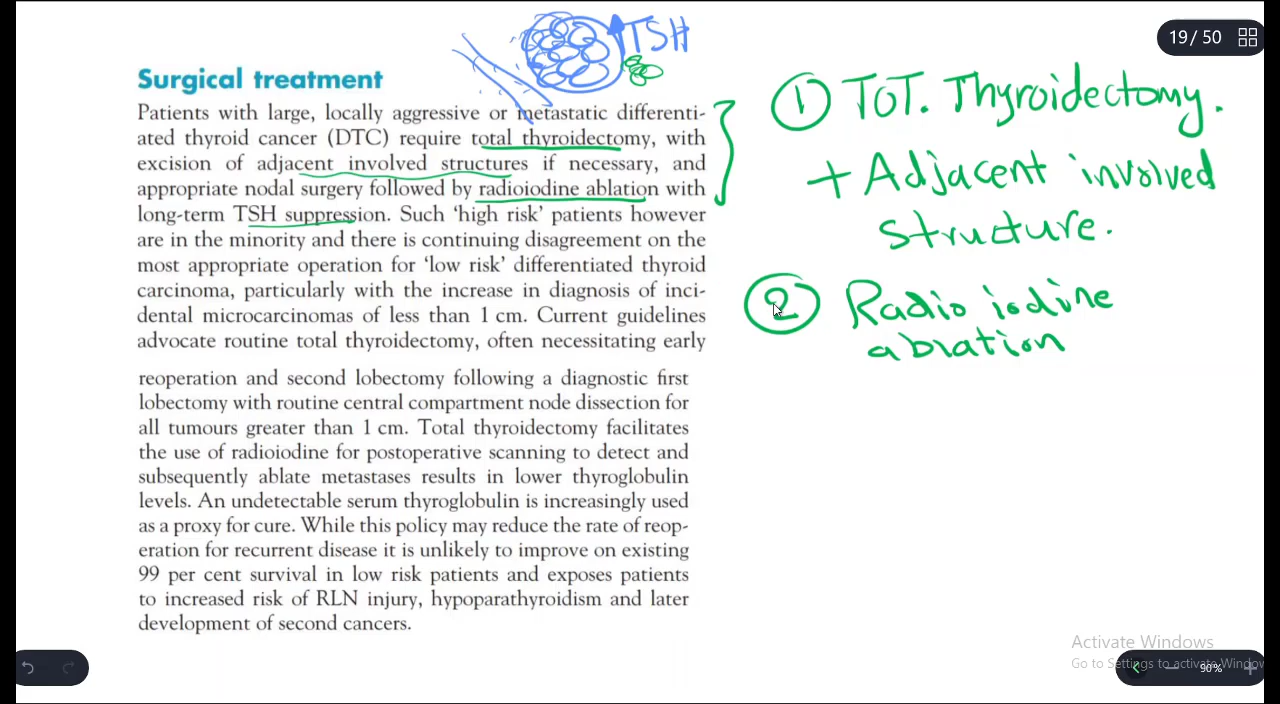 TSH
19 / 50
Surgical treatment
Patients with large, locally aggressive or metastatic differenti-
ated thyroid cancer (DTC) require total thyroidectomy, with
excision of adjacent involved structures if necessary, and
appropriate nodal surgery followed by radioiodine ablation with
long-term TSH suppression. Such ‘high risk’ patients however
are in the minority and there is continuing disagreement on the
most appropriate operation for ‘low risk’ differentiated thyroid
carcinoma, particularly with the increase in diagnosis of inci-
dental microcarcinomas of less than 1 cm. Current guidelines
advocate routine total thyroidectomy, often necessitating early
reoperation and second lobectomy following a diagnostic first
lobectomy with routine central compartment node dissection for
all tumours greater than 1 cm. Total thyroidectomy facilitates
the use of radioiodine for postoperative scanning to detect and
subsequently ablate metastases results in lower thyroglobulin
levels. An undetectable serum thyroglobulin is increasingly used
as a proxy for cure. While this policy may reduce the rate of reop-
eration for recurrent disease it is unlikely to improve on existing
99 per cent survival in low risk patients and exposes patients
to increased risk of RLN injury, hypoparathyroidism and later
development of second cancers.
① TOT. Thyroidectomy.
+ Adjacent involved
structure.
② Radio iodine
ablation
Activate Windows
Go to Settings to activate Window
90%